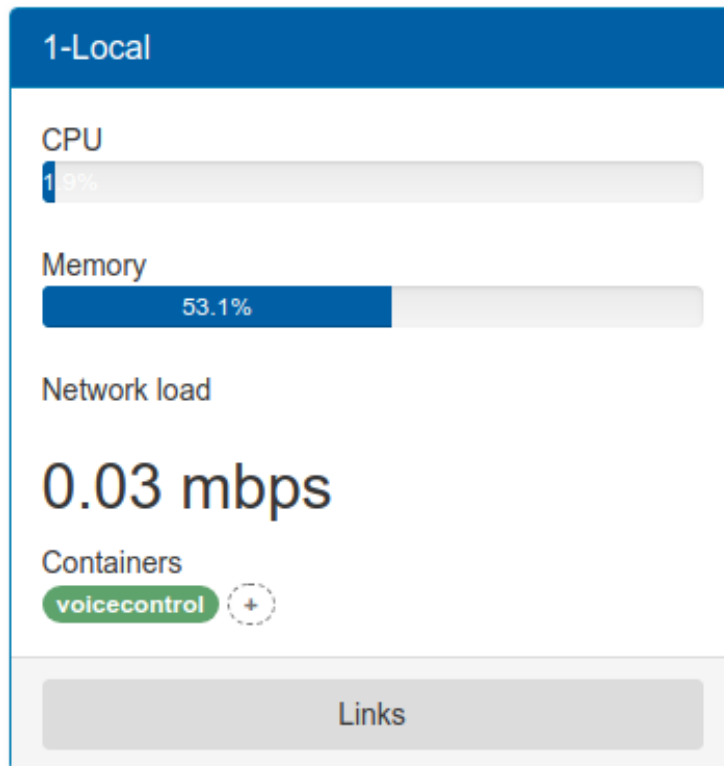 1-Local
CPU
1.9%
Memory
53.1%
Network load
0.03 mbps
Containers
voicecontrol +
Links